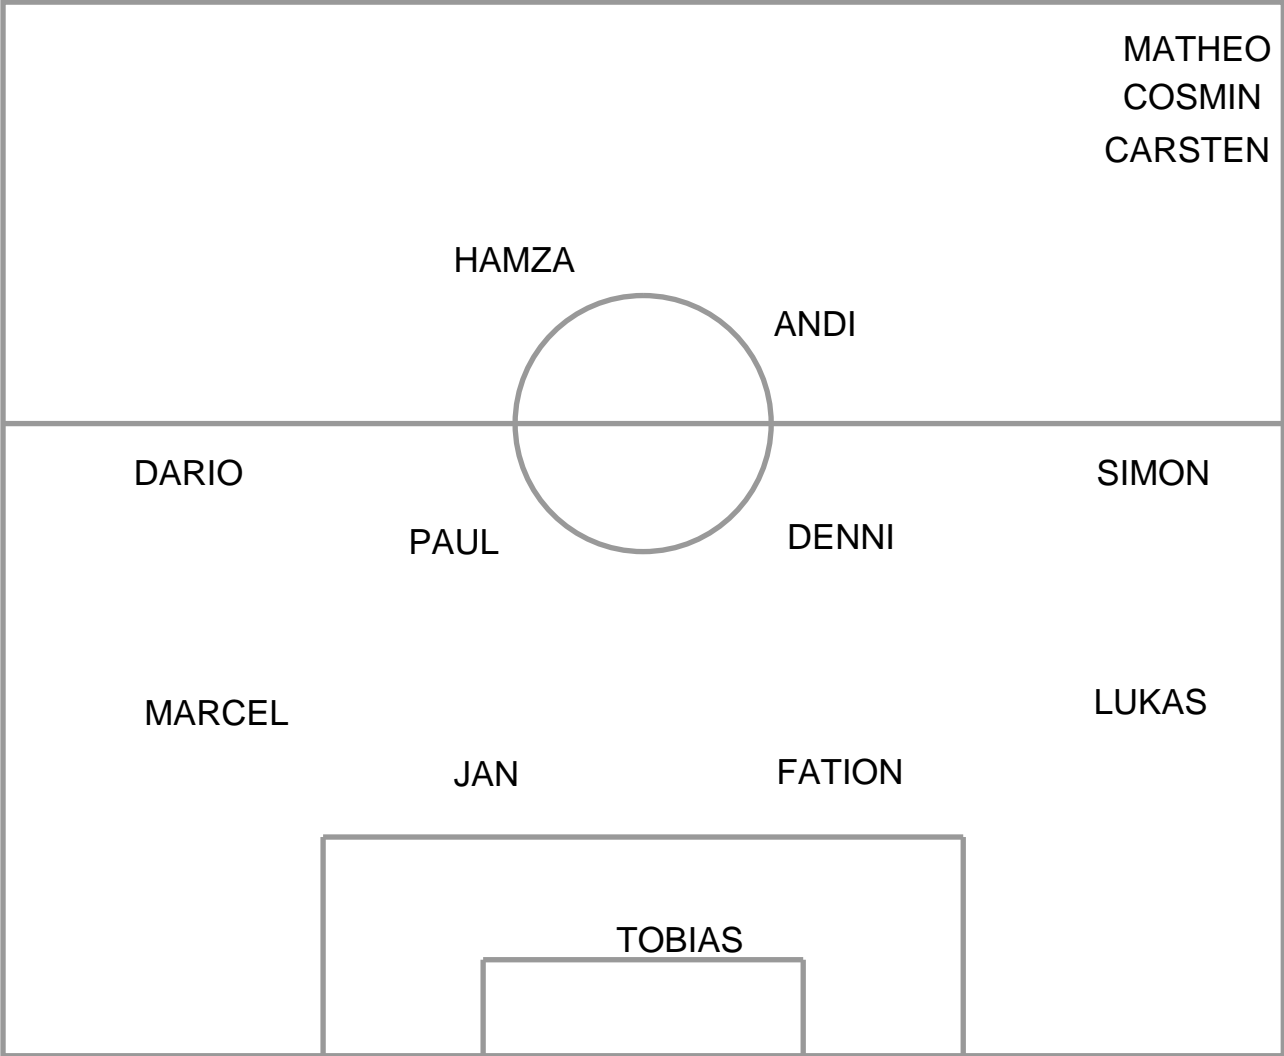 MATHEO
COSMIN
CARSTEN
HAMZA
ANDI
DARIO
SIMON
PAUL
DENNI
MARCEL
LUKAS
JAN
FATION
TOBIAS